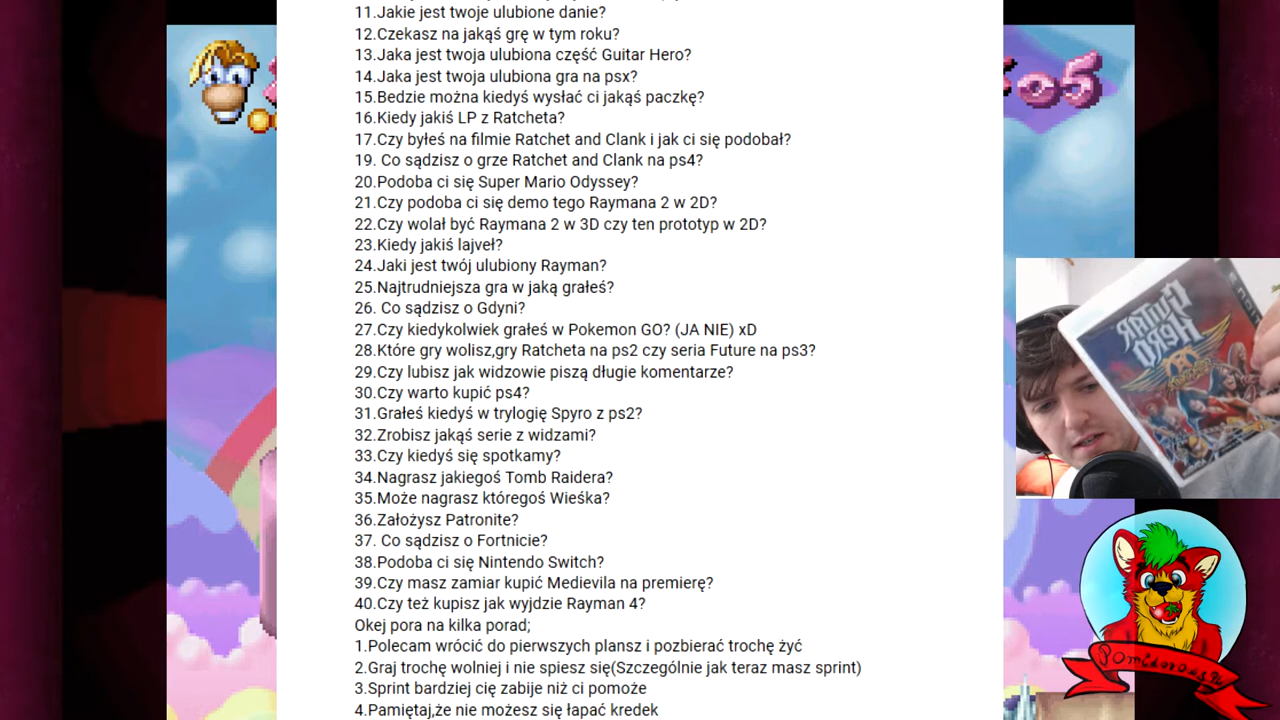 11.Jakie jest twoje ulubione danie?
12.Czekasz na jakąś grę w tym roku?
13.Jaka jest twoja ulubiona część Guitar Hero?
14.Jaka jest twoja ulubiona gra na psx?
15.Bedzie można kiedyś wysłać ci jakąś paczkę?
16.Kiedy jakiś LP z Ratcheta?
17.Czy byłeś na filmie Ratchet and Clank i jak ci się podobał?
19. Co sądzisz o grze Ratchet and Clank na ps4?
20.Podoba ci się Super Mario Odyssey?
21.Czy podoba ci się demo tego Raymana 2 w 2D?
22.Czy wolał być Raymana 2 w 3D czy ten prototyp w 2D?
23.Kiedy jakiś lajveł?
24.Jaki jest twój ulubiony Rayman?
25.Najtrudniejsza gra w jaką grałeś?
26. Co sądzisz o Gdyni?
27.Czy kiedykolwiek grałeś w Pokemon GO? (JA NIE) xD
28.Które gry wolisz,gry Ratcheta na ps2 czy seria Future na ps3?
29.Czy lubisz jak widzowie piszą długie komentarze?
30.Czy warto kupić ps4?
31.Grałeś kiedyś w trylogię Spyro z ps2?
32.Zrobisz jakąś serie z widzami?
33.Czy kiedyś się spotkamy?
34.Nagrasz jakiegoś Tomb Raidera?
35.Może nagrasz któregoś Wieśka?
36.Założysz Patronite?
37. Co sądzisz o Fortnicie?
38.Podoba ci się Nintendo Switch?
39.Czy masz zamiar kupić Medievila na premierę?
40.Czy też kupisz jak wyjdzie Rayman 4?
Okej pora na kilka porad;
1.Polecam wrócić do pierwszych plansz i pozbierać trochę żyć
2.Graj trochę wolniej i nie spiesz się(Szczególnie jak teraz masz sprint)
3.Sprint bardziej cię zabije niż ci pomoże
4.Pamiętaj,że nie możesz się łapać kredek
GUITAR
HERO